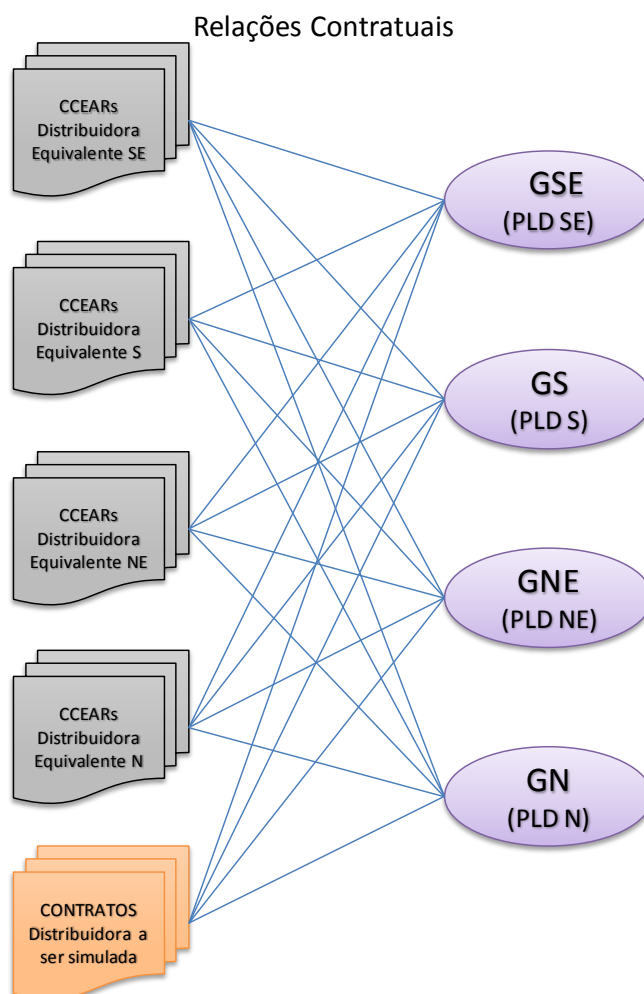 Relações Contratuais
CCEARs
Distribuidora
Equivalente SE
GSE
(PLD SE)
CCEARs
Distribuidora
Equivalente S
GS
(PLD S)
CCEARs
Distribuidora
Equivalente NE
GNE
(PLD NE)
CCEARs
Distribuidora
Equivalente N
GN
(PLD N)
CONTRATOS
Distribuidora a
ser simulada